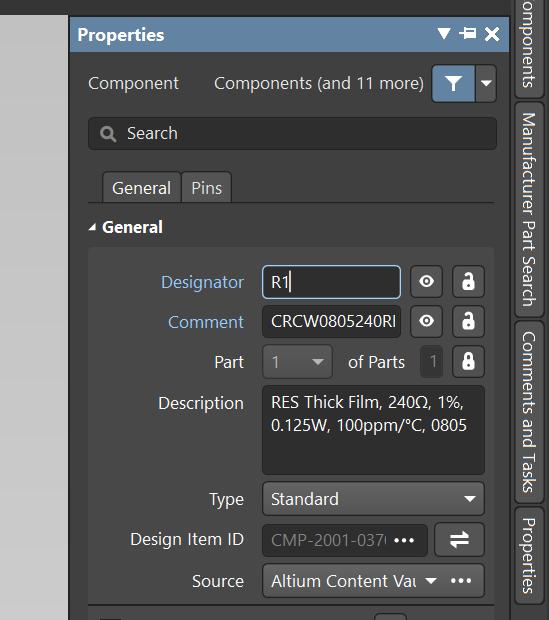 Properties
Component Components (and 11 more)
Search
General Pins
General
Designator R1
Comment CRCW0805240R
Part 1 of Parts 1
Description RES Thick Film, 240Ω, 1%,
0.125W, 100ppm/°C, 0805
Type Standard
Design Item ID CMP-2001-037
Source Altium Content Vau
omponents
Manufacturer Part Search
Comments and Tasks
Properties